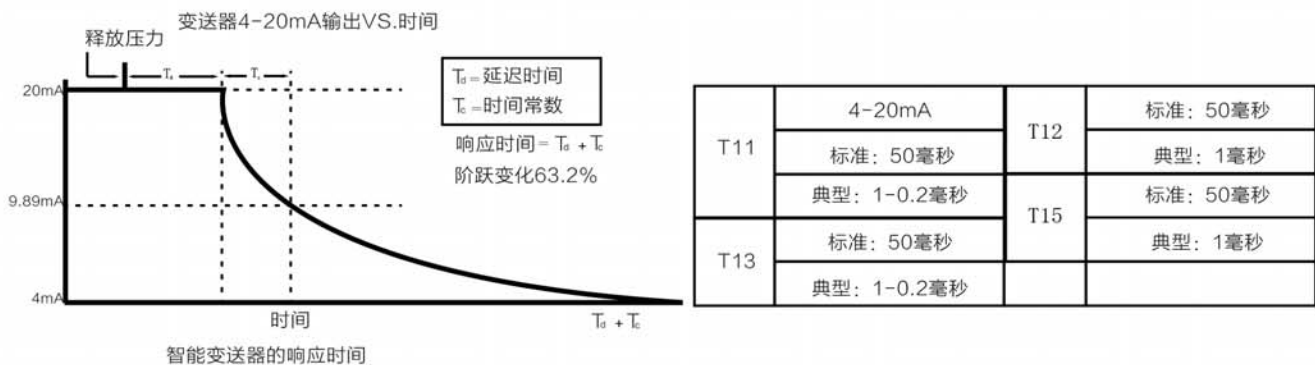 变送器4-20mA输出VS.时间
释放压力
T
T
20mA
9.89mA
4mA
时间
Td + Tc
智能变送器的响应时间
Td=延迟时间
Tc=时间常数
响应时间= Td + Tc
阶跃变化63.2%
T11
4-20mA
标准：50毫秒
典型：1-0.2毫秒
T12
标准：50毫秒
典型：1毫秒
T13
标准：50毫秒
典型：1-0.2毫秒
T15
标准：50毫秒
典型：1毫秒